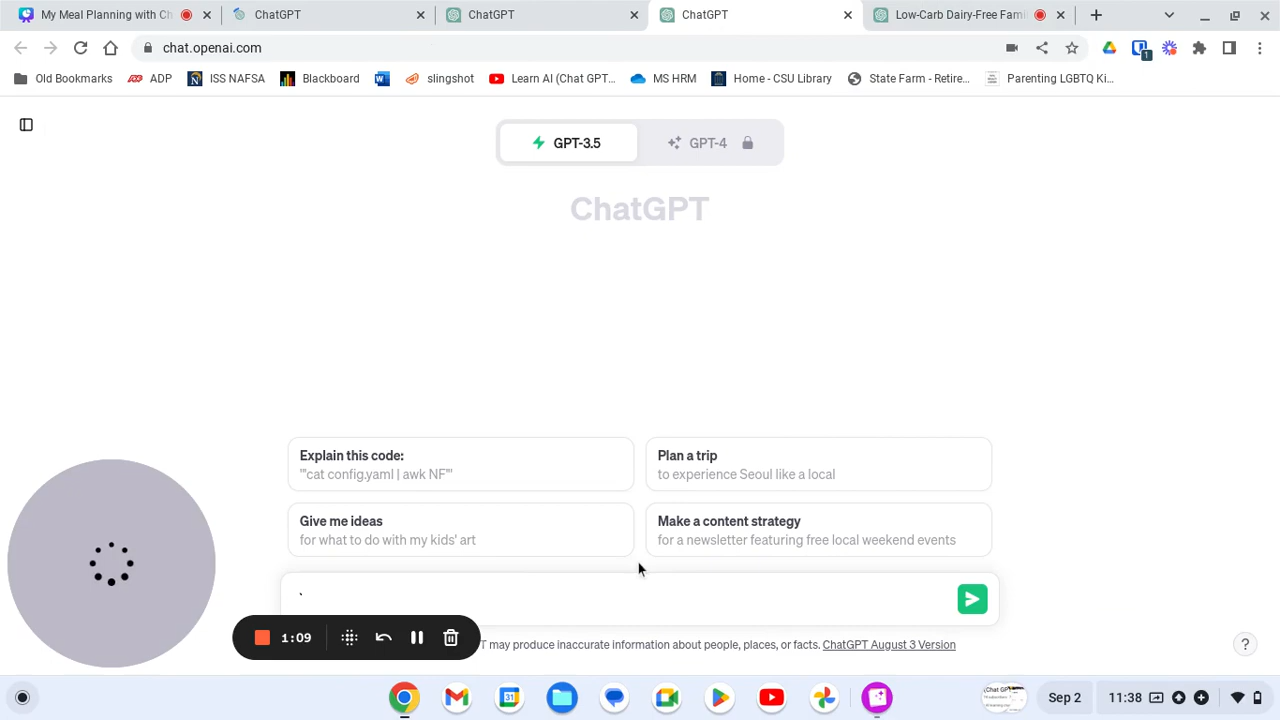 My Meal Planning with Ch
ChatGPT
ChatGPT
ChatGPT
Low-Carb Dairy-Free Fami
chat.openai.com
1
Old Bookmarks
ADP
ISS NAFSA
Blackboard
slingshot
Learn AI (Chat GPT...
MS HRM
Home - CSU Library
State Farm - Retire...
Parenting LGBTQ Ki...
GPT-3.5
GPT-4
ChatGPT
Explain this code:
"'cat config.yaml | awk NF'"
Plan a trip
to experience Seoul like a local
Give me ideas
for what to do with my kids' art
Make a content strategy
for a newsletter featuring free local weekend events
`
1:09
T may produce inaccurate information about people, places, or facts. ChatGPT August 3 Version
?
31
Sep 2
11:38